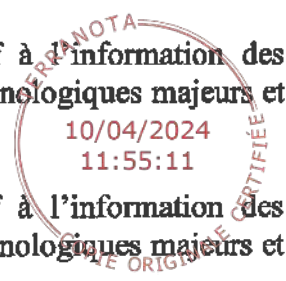 TERRANOTA
à l'information des
nologiques majeurs et
10/04/2024
11:55:11
à l'information des
nologiques majeurs et
COPIE ORIGINALE CERTIFIÉE